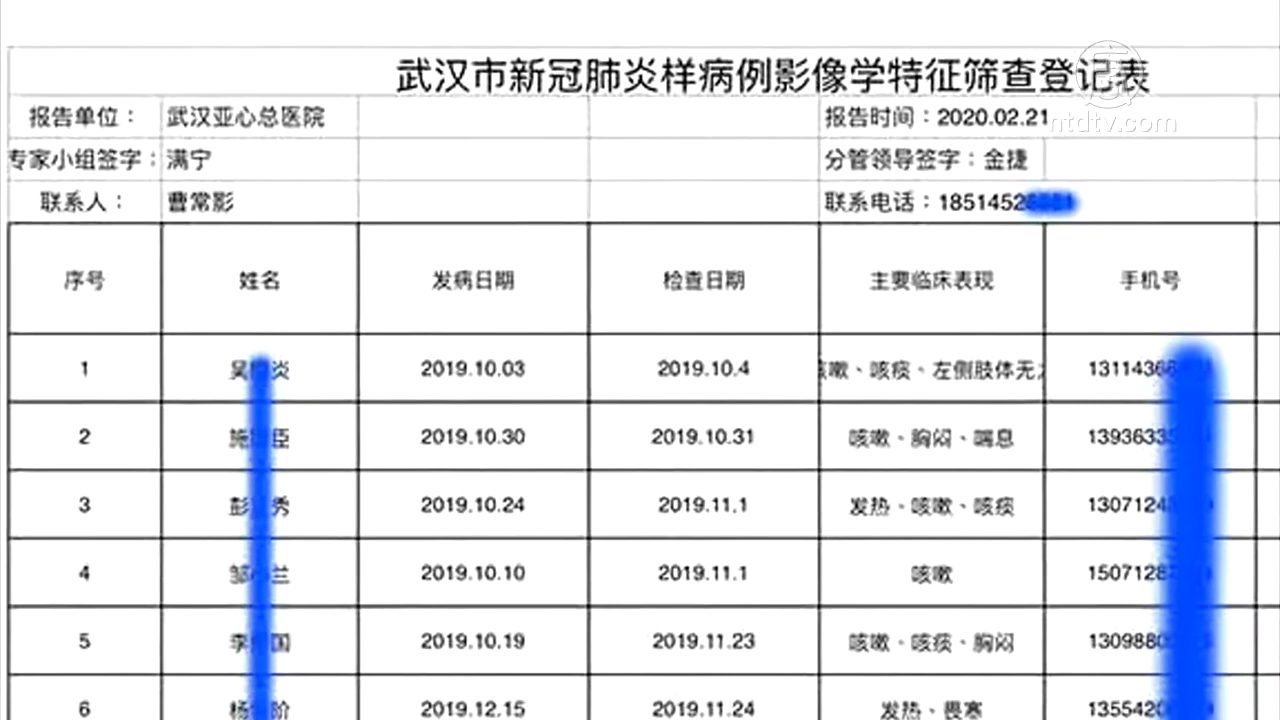 武汉市新冠肺炎样病例影像学特征筛查登记表
报告单位： 武汉亚心总医院 报告时间：2020.02.21
ntdtv.com
专家小组签字： 满宁 分管领导签字：金捷
联系人： 曹常影 联系电话：1851452
序号 姓名 发病日期 检查日期 主要临床表现 手机号
1 吴 炎 2019.10.03 2019.10.4 嗽、咳痰、左侧肢体无 1311436
2 施 臣 2019.10.30 2019.10.31 咳嗽、胸闷、喘息 1393633
3 彭 秀 2019.10.24 2019.11.1 发热、咳嗽、咳痰 1307124
4 邹 兰 2019.10.10 2019.11.1 咳嗽 1507128
5 李 国 2019.10.19 2019.11.23 咳嗽、咳痰、胸闷 1309880
6 杨 阶 2019.12.15 2019.11.24 发热、畏寒 1355420